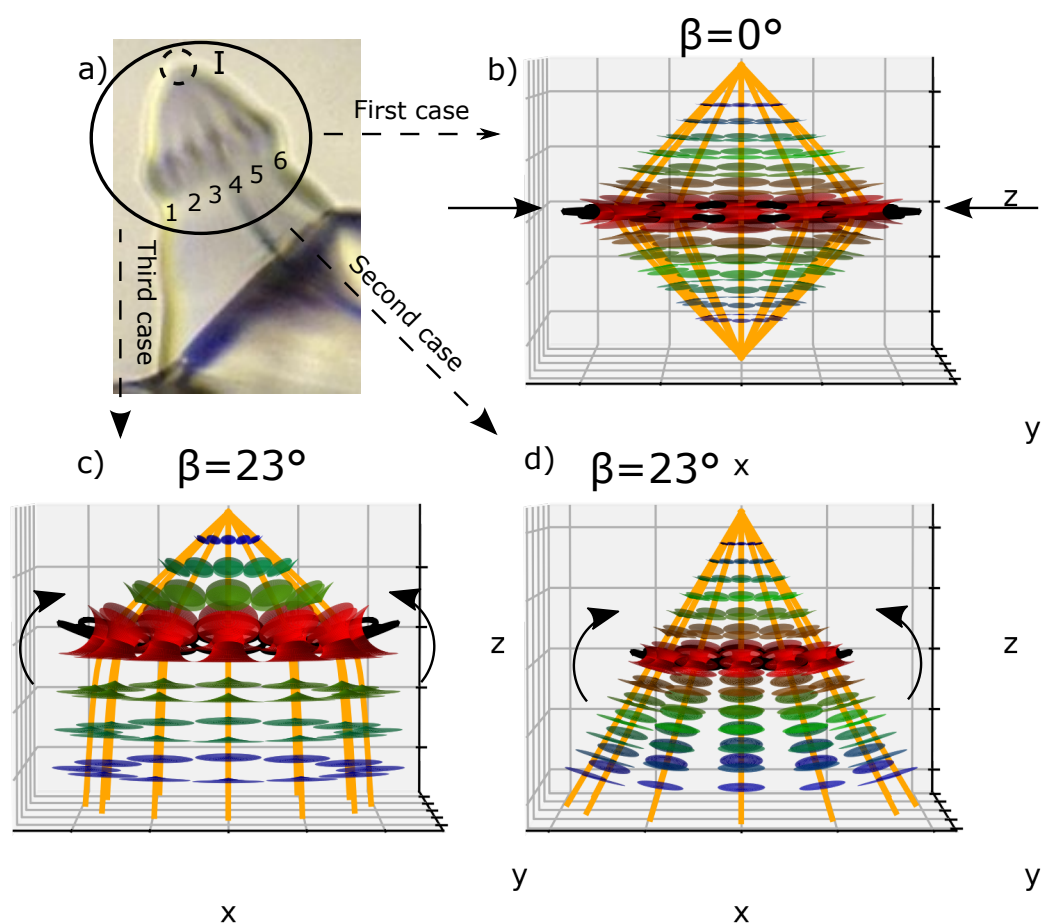 β=0°
a)
I
b)
First case
1 2 3 4 5 6
z
Third case
Second case
y
c)
β=23°
d)
β=23°
x
z
z
y
y
x
x